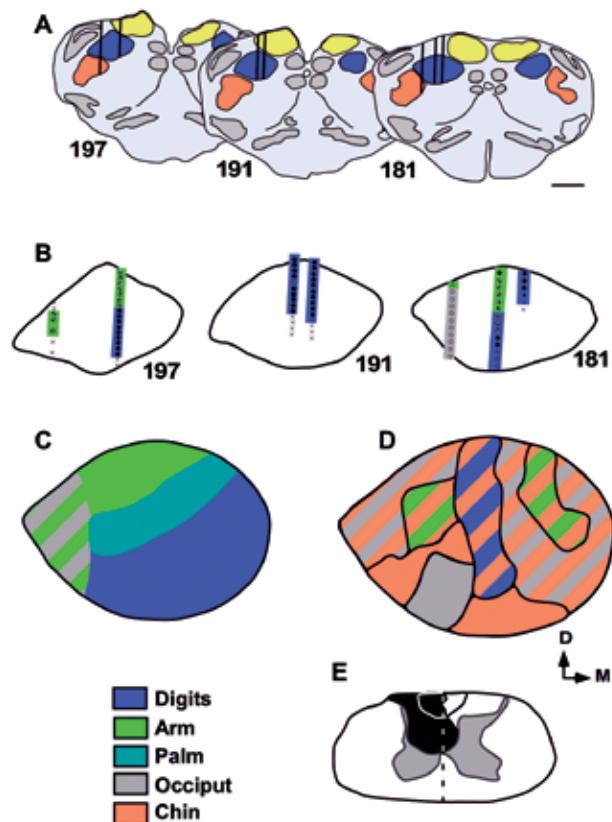 A
197
191
181
B
197
191
181
C
D
D
M
E
Digits
Arm
Palm
Occiput
Chin